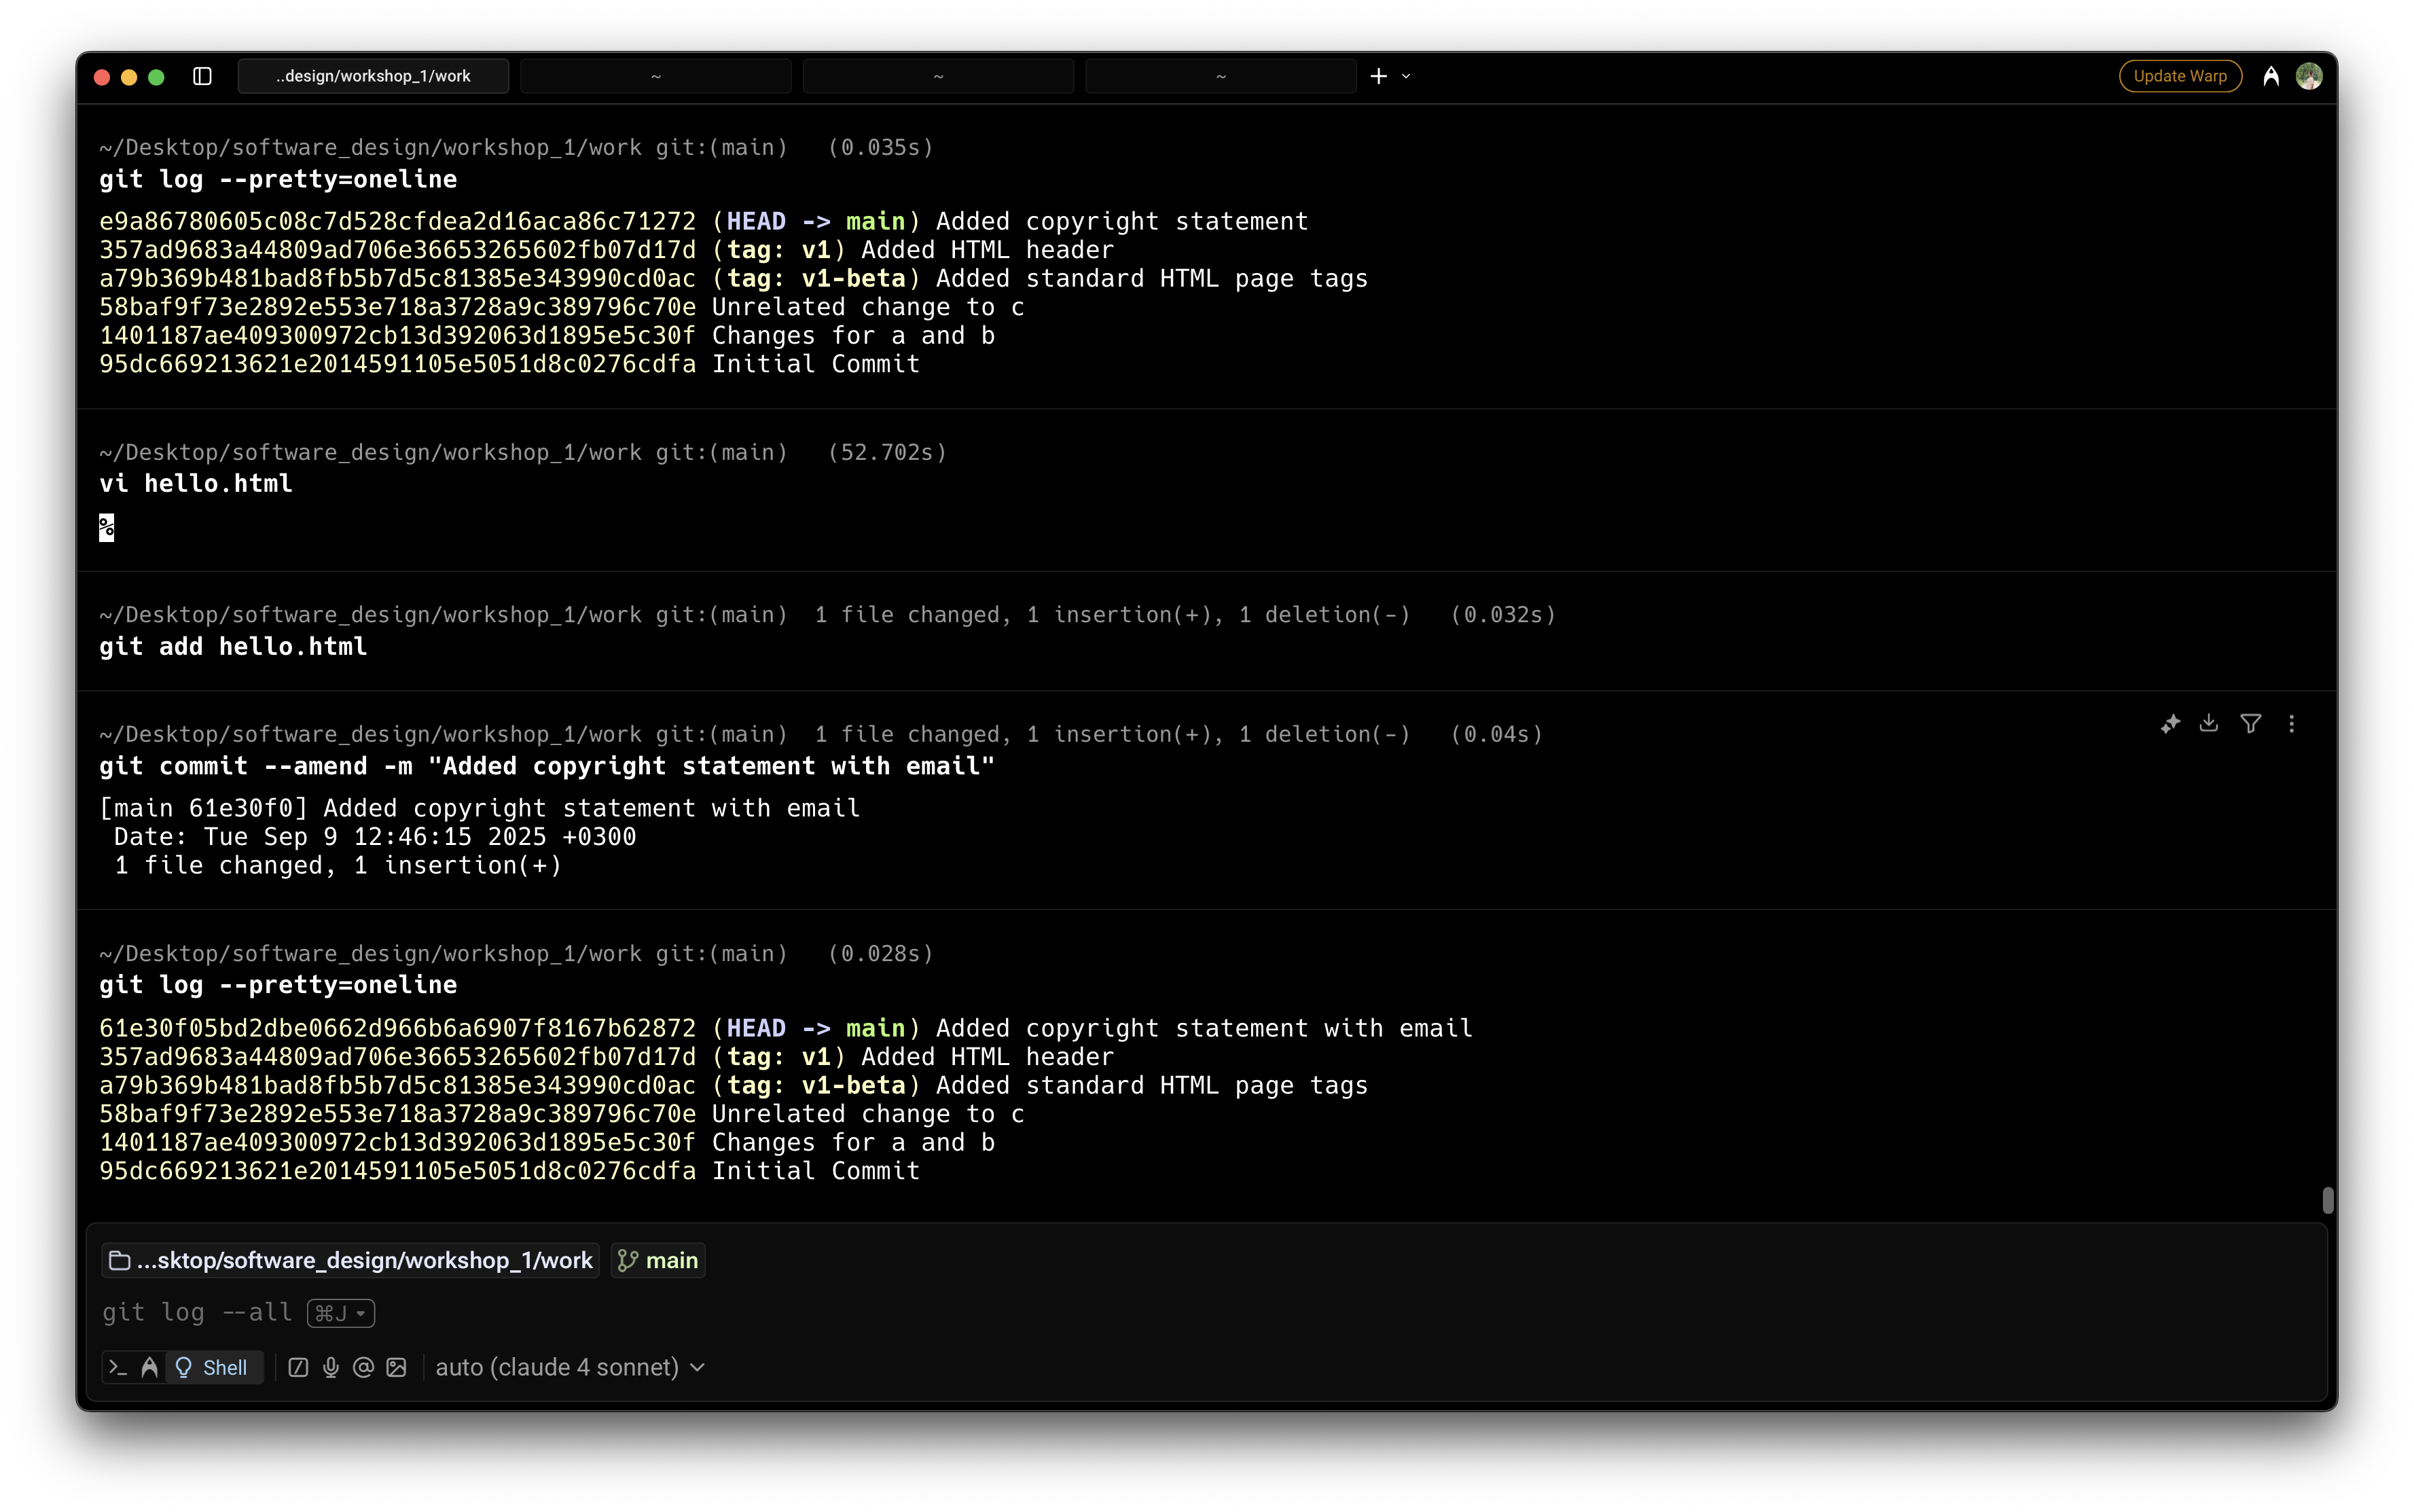 ..design/workshop_1/work ~ ~ ~ Update Warp
~/Desktop/software_design/workshop_1/work git:(main) (0.035s)
git log --pretty=oneline
e9a86780605c08c7d528cfdea2d16aca86c71272 (HEAD -> main) Added copyright statement
357ad9683a44809ad706e36653265602fb07d17d (tag: v1) Added HTML header
a79b369b481bad8fb5b7d5c81385e343990cd0ac (tag: v1-beta) Added standard HTML page tags
58baf9f73e2892e553e718a3728a9c389796c70e Unrelated change to c
1401187ae409300972cb13d392063d1895e5c30f Changes for a and b
95dc669213621e2014591105e5051d8c0276cdfa Initial Commit
~/Desktop/software_design/workshop_1/work git:(main) (52.702s)
vi hello.html
%
~/Desktop/software_design/workshop_1/work git:(main) 1 file changed, 1 insertion(+), 1 deletion(-) (0.032s)
git add hello.html
~/Desktop/software_design/workshop_1/work git:(main) 1 file changed, 1 insertion(+), 1 deletion(-) (0.04s)
git commit --amend -m "Added copyright statement with email"
[main 61e30f0] Added copyright statement with email
Date: Tue Sep 9 12:46:15 2025 +0300
1 file changed, 1 insertion(+)
~/Desktop/software_design/workshop_1/work git:(main) (0.028s)
git log --pretty=oneline
61e30f05bd2dbe0662d966b6a6907f8167b62872 (HEAD -> main) Added copyright statement with email
357ad9683a44809ad706e36653265602fb07d17d (tag: v1) Added HTML header
a79b369b481bad8fb5b7d5c81385e343990cd0ac (tag: v1-beta) Added standard HTML page tags
58baf9f73e2892e553e718a3728a9c389796c70e Unrelated change to c
1401187ae409300972cb13d392063d1895e5c30f Changes for a and b
95dc669213621e2014591105e5051d8c0276cdfa Initial Commit
...sktop/software_design/workshop_1/work main
git log --all ⌘J
Shell auto (claude 4 sonnet)